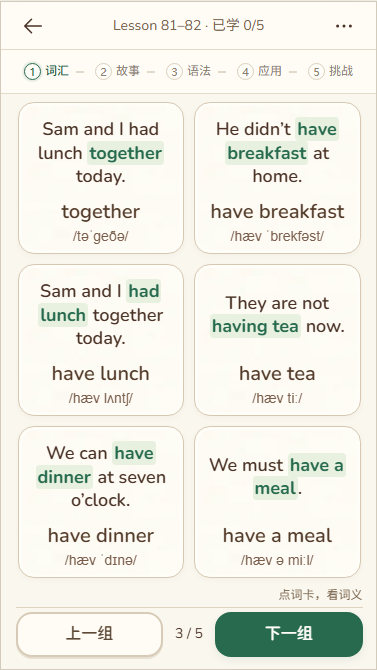 Lesson 81–82 · 已学 0/5
1 词汇 – 2 故事 – 3 语法 – 4 应用 – 5 挑战
Sam and I had
lunch together
today.
together
/təˈɡeðə/
He didn’t have
breakfast at
home.
have breakfast
/hæv ˈbrekfəst/
Sam and I had
lunch together
today.
have lunch
/hæv lʌntʃ/
They are not
having tea now.
have tea
/hæv tiː/
We can have
dinner at seven
o’clock.
have dinner
/hæv ˈdɪnə/
We must have a
meal.
have a meal
/hæv ə miːl/
点词卡，看词义
上一组
3 / 5
下一组